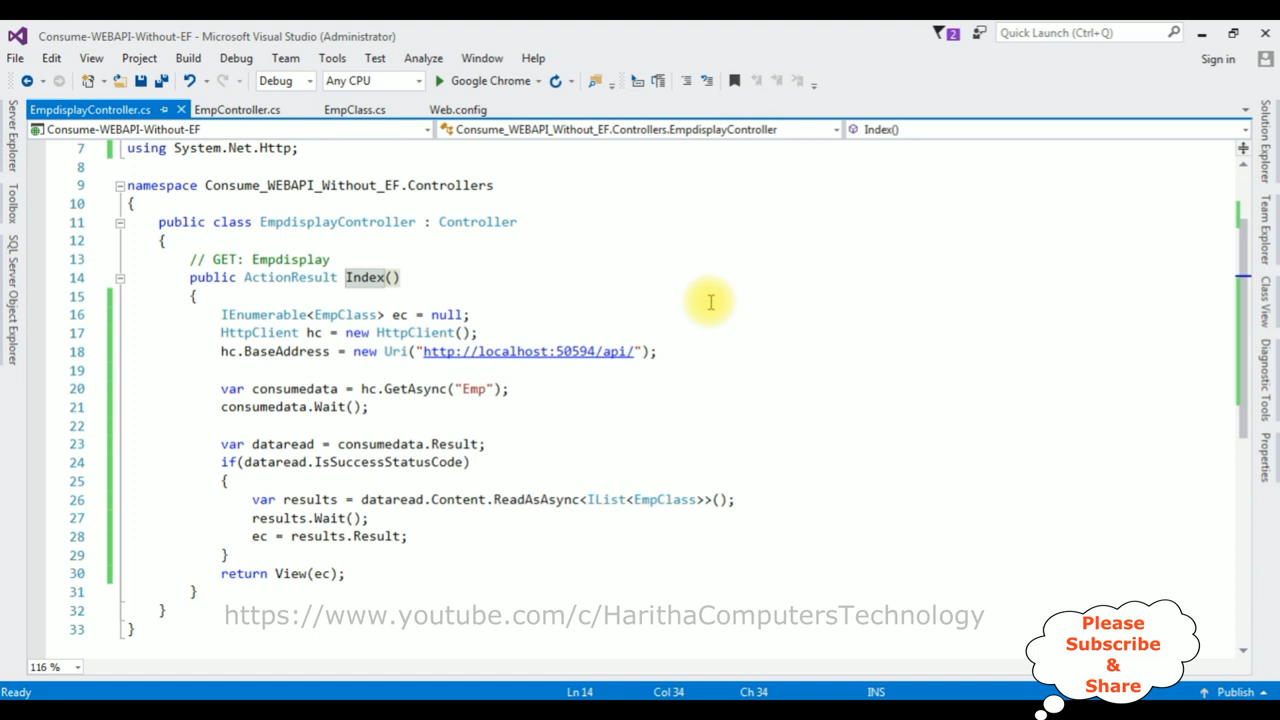 Consume-WEBAPI-Without-EF - Microsoft Visual Studio (Administrator)
2
Quick Launch (Ctrl+Q)
File Edit View Project Build Debug Team Tools Test Analyze Window Help
Sign in
Debug Any CPU Google Chrome
EmpdisplayController.cs EmpController.cs EmpClass.cs Web.config
Consume-WEBAPI-Without-EF Consume_WEBAPI_Without_EF.Controllers.EmpdisplayController Index()
Server Explorer
Toolbox
SQL Server Object Explorer
7 using System.Net.Http;
8
9 namespace Consume_WEBAPI_Without_EF.Controllers
10 {
11 public class EmpdisplayController : Controller
12 {
13 // GET: Empdisplay
14 public ActionResult Index()
15 {
16 IEnumerable<EmpClass> ec = null;
17 HttpClient hc = new HttpClient();
18 hc.BaseAddress = new Uri("http://localhost:50594/api/");
19
20 var consumedata = hc.GetAsync("Emp");
21 consumedata.Wait();
22
23 var dataread = consumedata.Result;
24 if(dataread.IsSuccessStatusCode)
25 {
26 var results = dataread.Content.ReadAsAsync<IList<EmpClass>>();
27 results.Wait();
28 ec = results.Result;
29 }
30 return View(ec);
31 }
32 }
33 }
https://www.youtube.com/c/HarithaComputersTechnology
Solution Explorer
Team Explorer
Class View
Diagnostic Tools
Properties
Please
Subscribe
&
Share
116 %
Ready Ln 14 Col 34 Ch 34 INS Publish